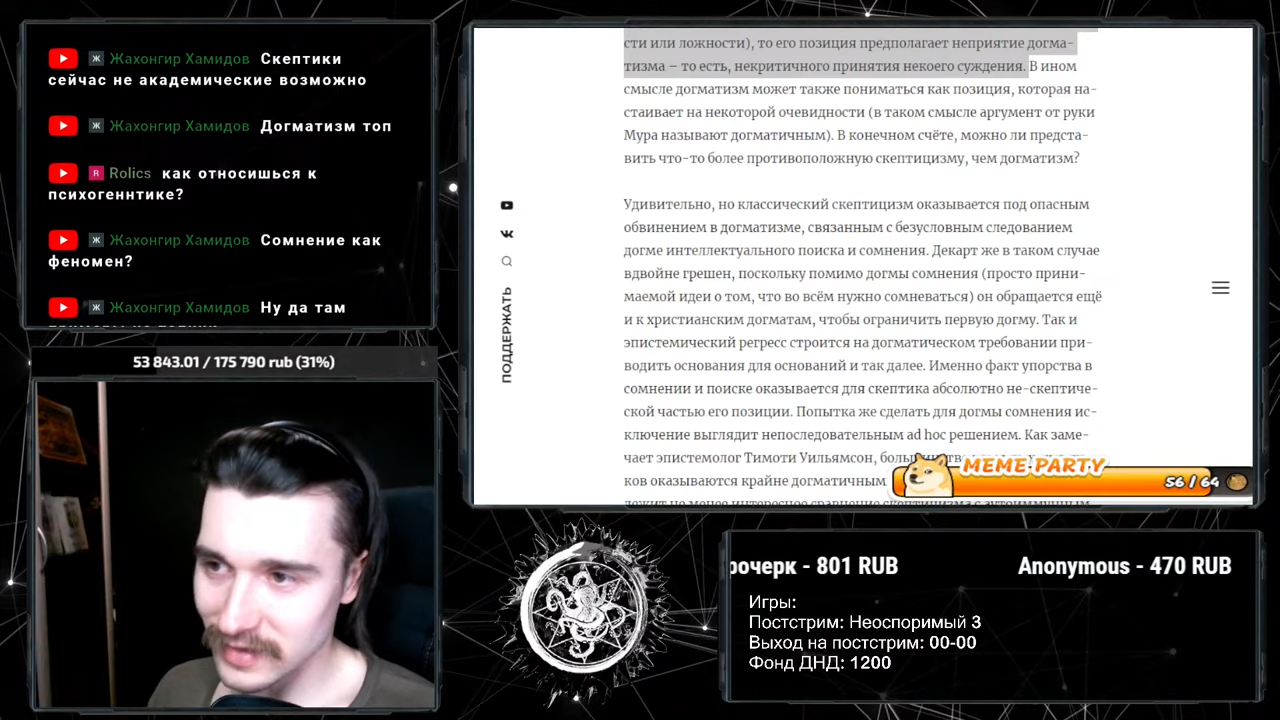 Жахонгир Хамидов Скептики
сейчас не академические возможно
Жахонгир Хамидов Догматизм топ
Rolics как относишься к
психогеннтике?
Жахонгир Хамидов Сомнение как
феномен?
Жахонгир Хамидов Ну да там
53 843.01 / 175 790 rub (31%)
сти или ложности), то его позиция предполагает неприятие догма-
тизма – то есть, некритичного принятия некоего суждения. В ином
смысле догматизм может также пониматься как позиция, которая на-
стаивает на некоторой очевидности (в таком смысле аргумент от руки
Мура называют догматичным). В конечном счёте, можно ли предста-
вить что-то более противоположную скептицизму, чем догматизм?
Удивительно, но классический скептицизм оказывается под опасным
обвинением в догматизме, связанным с безусловным следованием
догме интеллектуального поиска и сомнения. Декарт же в таком случае
вдвойне грешен, поскольку помимо догмы сомнения (просто прини-
маемой идеи о том, что во всём нужно сомневаться) он обращается ещё
и к христианским догматам, чтобы ограничить первую догму. Так и
эпистемический регресс строится на догматическом требовании при-
водить основания для оснований и так далее. Именно факт упорства в
сомнении и поиске оказывается для скептика абсолютно не-скептиче-
ской частью его позиции. Попытка же сделать для догмы сомнения ис-
ключение выглядит непоследовательным ad hoc решением. Как заме-
чает эпистемолог Тимоти Уильямсон,
ков оказываются крайне догматичным
ПОДДЕРЖАТЬ
MEME PARTY
56 / 64
рочерк - 801 RUB
Anonymous - 470 RUB
Игры:
Постстрим: Неоспоримый 3
Выход на постстрим: 00-00
Фонд ДНД: 1200